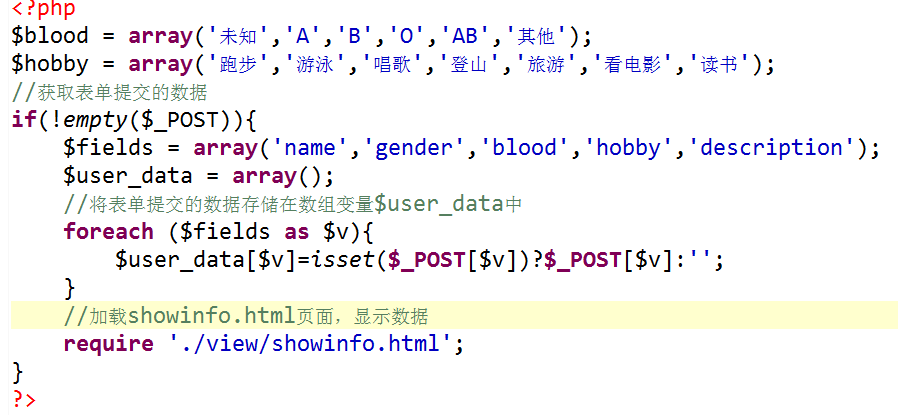 <?php
$blood = array('未知','A','B','O','AB','其他');
$hobby = array('跑步','游泳','唱歌','登山','旅游','看电影','读书');
//获取表单提交的数据
if(!empty($_POST)){
    $fields = array('name','gender','blood','hobby','description');
    $user_data = array();
    //将表单提交的数据存储在数组变量$user_data中
    foreach ($fields as $v){
        $user_data[$v]=isset($_POST[$v])?$_POST[$v]:'';
    }
    //加载showinfo.html页面，显示数据
    require './view/showinfo.html';
}
?>